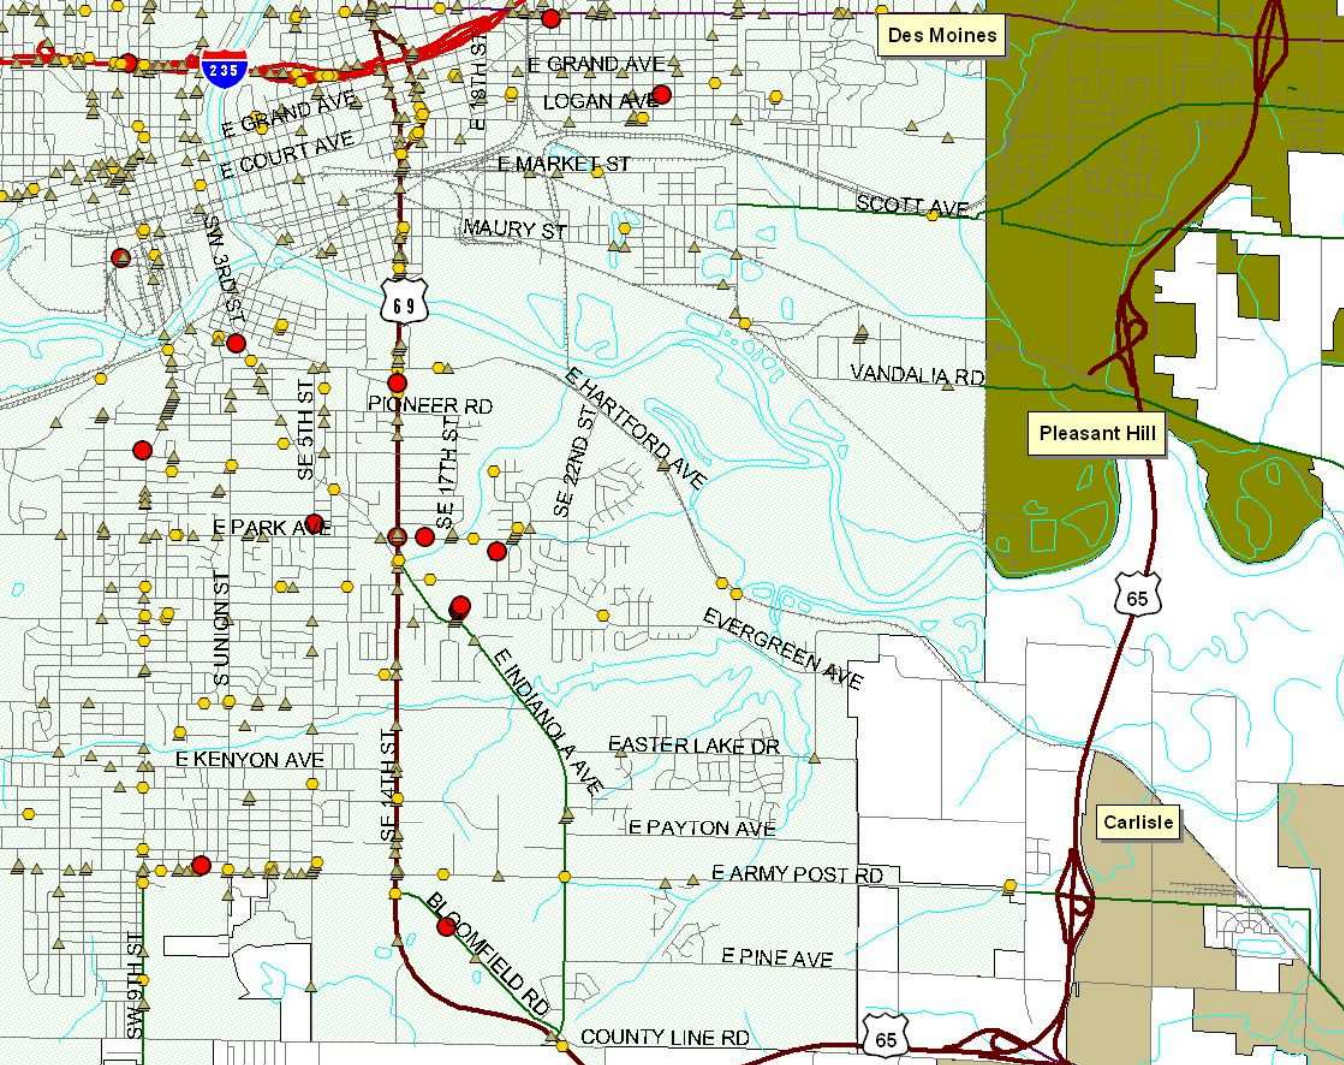 Des Moines
E 18TH ST
E GRAND AVE
235
LOGAN AVE
E GRAND AVE
E COURT AVE
E MARKET ST
SCOTT AVE
SW 3RD ST
MAURY ST
69
VANDALIA RD
E HARTFORD AVE
PIONEER RD
SE 5TH ST
SE 17TH ST
SE 22ND ST
Pleasant Hill
E PARK AVE
65
S UNION ST
EVERGREEN AVE
E INDIANOLA AVE
EASTER LAKE DR
E KENYON AVE
SE 14TH ST
E PAYTON AVE
Carlisle
E ARMY POST RD
BLOOMFIELD RD
SW 9TH ST
E PINE AVE
COUNTY LINE RD
65